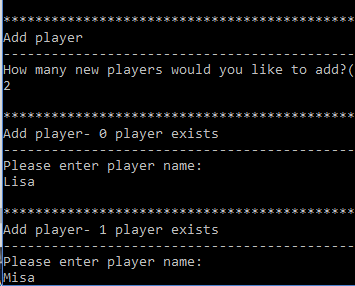 ********************************************
Add player
--------------------------------------------
How many new players would you like to add?(
2
********************************************
Add player- 0 player exists
--------------------------------------------
Please enter player name:
Lisa
********************************************
Add player- 1 player exists
--------------------------------------------
Please enter player name:
Misa